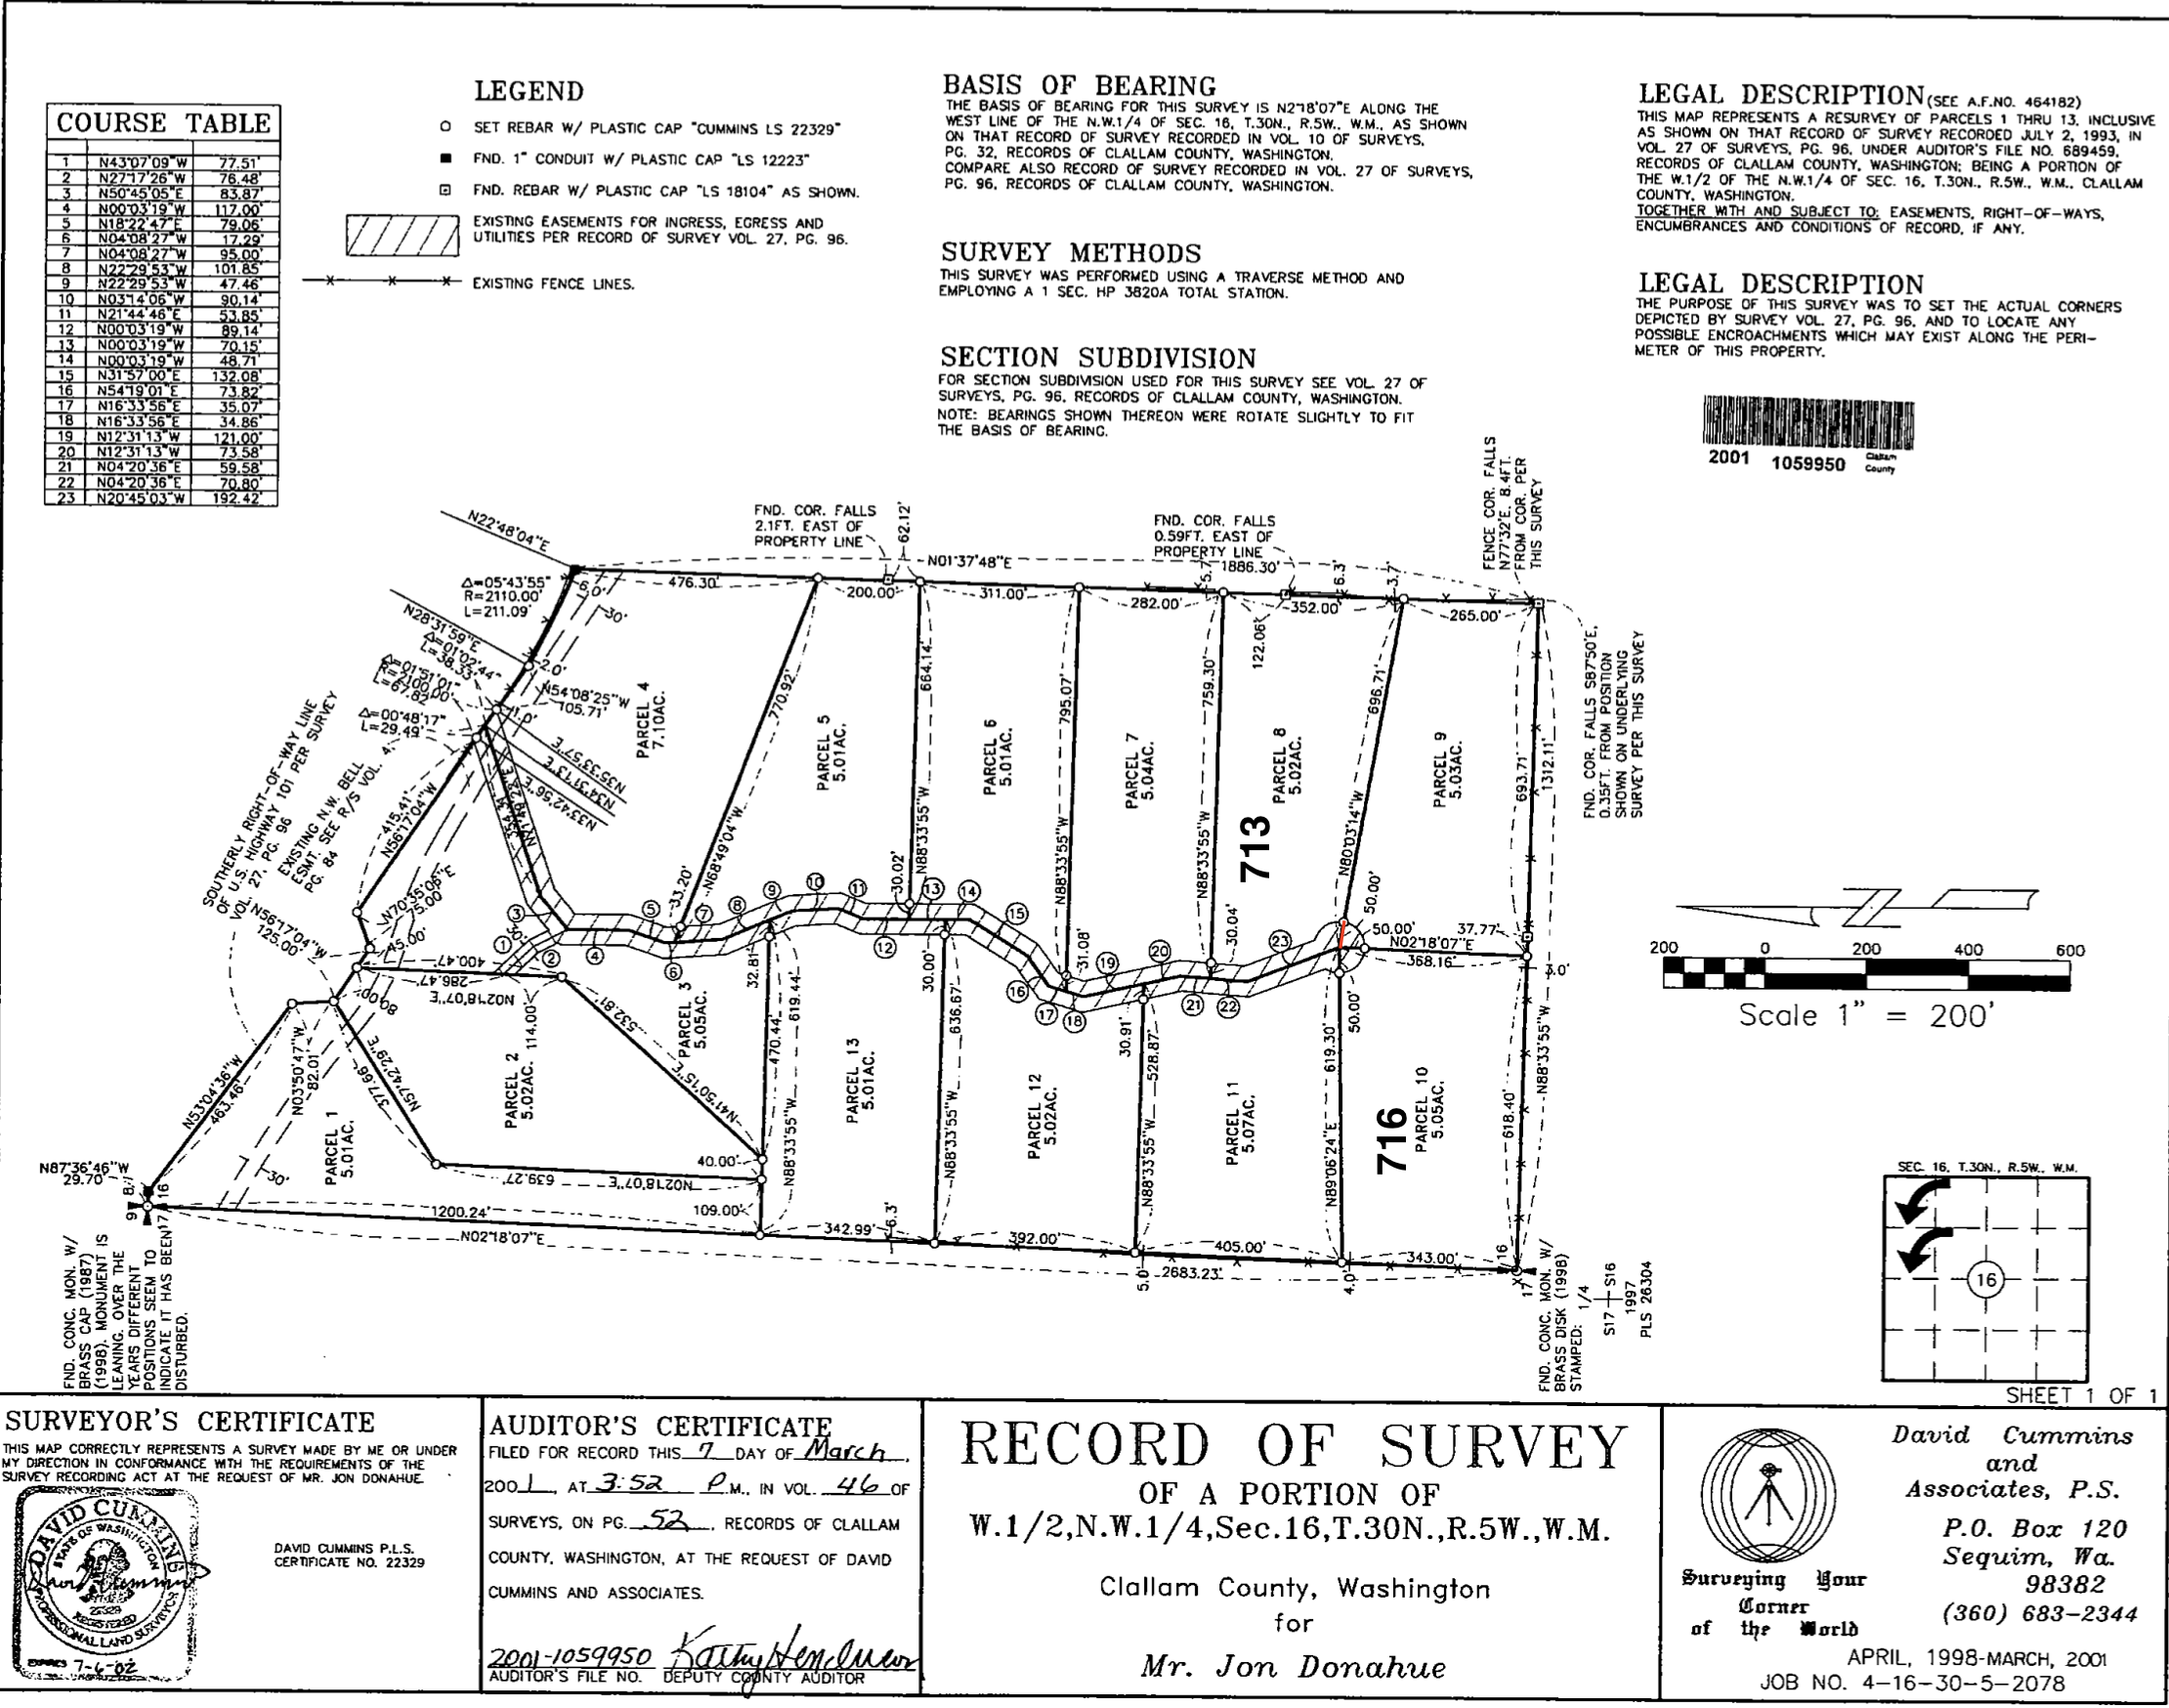 COURSE TABLE
1 N43°07'09"W 77.51'
2 N27°17'26"W 76.48'
3 N50°45'05"E 83.87'
4 N00°03'19"W 117.00'
5 N18°22'47"E 79.06'
6 N04°08'27"W 17.29'
7 N04°08'27"W 95.00'
8 N22°29'53"W 101.85'
9 N22°29'53"W 47.46'
10 N03°14'06"W 90.14'
11 N21°44'46"E 53.85'
12 N00°03'19"W 89.14'
13 N00°03'19"W 70.15'
14 N00°03'19"W 48.71'
15 N31°57'00"E 132.08'
16 N54°19'01"E 73.82'
17 N16°33'56"E 35.07'
18 N16°33'56"E 34.86'
19 N12°31'13"W 121.00'
20 N12°31'13"W 73.58'
21 N04°20'36"E 59.58'
22 N04°20'36"E 70.80'
23 N20°45'03"W 192.42'
LEGEND
SET REBAR W/ PLASTIC CAP "CUMMINS LS 22329"
FND. 1" CONDUIT W/ PLASTIC CAP "LS 12223"
FND. REBAR W/ PLASTIC CAP "LS 18104" AS SHOWN.
EXISTING EASEMENTS FOR INGRESS, EGRESS AND
UTILITIES PER RECORD OF SURVEY VOL. 27, PG. 96.
EXISTING FENCE LINES.
BASIS OF BEARING
THE BASIS OF BEARING FOR THIS SURVEY IS N2°18'07"E ALONG THE
WEST LINE OF THE N.W.1/4 OF SEC. 16, T.30N., R.5W., W.M., AS SHOWN
ON THAT RECORD OF SURVEY RECORDED IN VOL. 10 OF SURVEYS,
PG. 32, RECORDS OF CLALLAM COUNTY, WASHINGTON.
COMPARE ALSO RECORD OF SURVEY RECORDED IN VOL. 27 OF SURVEYS,
PG. 96, RECORDS OF CLALLAM COUNTY, WASHINGTON.
SURVEY METHODS
THIS SURVEY WAS PERFORMED USING A TRAVERSE METHOD AND
EMPLOYING A 1 SEC. HP 3820A TOTAL STATION.
SECTION SUBDIVISION
FOR SECTION SUBDIVISION USED FOR THIS SURVEY SEE VOL. 27 OF
SURVEYS, PG. 96, RECORDS OF CLALLAM COUNTY, WASHINGTON.
NOTE: BEARINGS SHOWN THEREON WERE ROTATE SLIGHTLY TO FIT
THE BASIS OF BEARING.
LEGAL DESCRIPTION (SEE A.F.NO. 464182)
THIS MAP REPRESENTS A RESURVEY OF PARCELS 1 THRU 13, INCLUSIVE
AS SHOWN ON THAT RECORD OF SURVEY RECORDED JULY 2, 1993, IN
VOL. 27 OF SURVEYS, PG. 96, UNDER AUDITOR'S FILE NO. 689459,
RECORDS OF CLALLAM COUNTY, WASHINGTON; BEING A PORTION OF
THE W.1/2 OF THE N.W.1/4 OF SEC. 16, T.30N., R.5W., W.M., CLALLAM
COUNTY, WASHINGTON.
TOGETHER WITH AND SUBJECT TO: EASEMENTS, RIGHT-OF-WAYS,
ENCUMBRANCES AND CONDITIONS OF RECORD, IF ANY.
LEGAL DESCRIPTION
THE PURPOSE OF THIS SURVEY WAS TO SET THE ACTUAL CORNERS
DEPICTED BY SURVEY VOL. 27, PG. 96, AND TO LOCATE ANY
POSSIBLE ENCROACHMENTS WHICH MAY EXIST ALONG THE PERI-
METER OF THIS PROPERTY.
2001 1059950 Clallam
County
N22°48'04"E
FND. COR. FALLS
2.1FT. EAST OF
PROPERTY LINE
62.12'
FND. COR. FALLS
0.59FT. EAST OF
PROPERTY LINE
FENCE COR. FALLS
N77°32'E, 8.4FT.
FROM COR. PER
THIS SURVEY
N01°37'48"E
1886.30'
476.30'
200.00'
311.00'
282.00'
5.7'
352.00'
6.3'
3.7'
265.00'
122.06'
Δ=05°43'55"
R=2110.00'
L=211.09'
6.0'
30'
N28°31'59"E
Δ=01°02'44"
L=38.33'
Δ=01°51'01"
R=2100.00'
L=67.82'
Δ=00°48'17"
L=29.49'
2.0'
N54°08'25"W
105.71'
1.0'
N35°33'57"E
N34°31'13"E
N33°42'56"E
N71°49'23"E
354.34'
SOUTHERLY RIGHT-OF-WAY LINE
OF U.S. HIGHWAY 101 PER SURVEY
VOL. 27, PG. 96
EXISTING N.W. BELL
ESMT. SEE R/S VOL. 4,
PG. 84
415.41'
N56°17'04"W
N56°17'04"W
125.00'
N70°35'06"E
75.00'
45.00'
PARCEL 4
7.10AC.
770.92'
N68°49'04"W
33.20'
PARCEL 5
5.01AC.
664.14'
N88°33'55"W
30.02'
PARCEL 6
5.01AC.
795.07'
N88°33'55"W
31.08'
PARCEL 7
5.04AC.
759.30'
N88°33'55"W
30.04'
PARCEL 8
5.02AC.
713
696.71'
N80°03'14"W
50.00'
PARCEL 9
5.03AC.
693.71'
1312.11'
FND. COR. FALLS S87°50'E,
0.35FT. FROM POSITION
SHOWN ON UNDERLYING
SURVEY PER THIS SURVEY
50.00'
37.77'
N02°18'07"E
368.16'
3.0'
1
2
3
4
5
6
7
8
9
10
11
12
13
14
15
16
17
18
19
20
21
22
23
30'
400.47'
286.47'
N02°18'07"E
114.00'
80.00'
N53°04'36"W
463.46'
N03°50'47"W
82.01'
377.66'
N57°42'29"E
PARCEL 1
5.01AC.
30'
PARCEL 2
5.02AC.
532.81'
N41°50'15"E
PARCEL 3
5.05AC.
32.81'
470.44'
619.44'
N88°33'55"W
40.00'
639.27'
N02°18'07"E
109.00'
PARCEL 13
5.01AC.
30.00'
636.67'
N88°33'55"W
PARCEL 12
5.02AC.
30.91'
528.87'
N88°33'55"W
PARCEL 11
5.07AC.
50.00'
619.30'
N89°06'24"E
716
PARCEL 10
5.05AC.
618.40'
N88°33'55"W
N87°36'46"W
29.70'
8
9
16
17
1200.24'
N02°18'07"E
342.99'
6.3'
392.00'
5.0'
405.00'
2683.23'
4.0'
343.00'
16
17
FND. CONC. MON. W/
BRASS CAP (1987)
(1998). MONUMENT IS
LEANING. OVER THE
YEARS DIFFERENT
POSITIONS SEEM TO
INDICATE IT HAS BEEN
DISTURBED.
FND. CONC. MON. W/
BRASS DISK (1998)
STAMPED: 1/4
S17 S16
1997
PLS 26304
200 0 200 400 600
Scale 1" = 200'
SEC. 16, T.30N., R.5W., W.M.
16
SHEET 1 OF 1
SURVEYOR'S CERTIFICATE
THIS MAP CORRECTLY REPRESENTS A SURVEY MADE BY ME OR UNDER
MY DIRECTION IN CONFORMANCE WITH THE REQUIREMENTS OF THE
SURVEY RECORDING ACT AT THE REQUEST OF MR. JON DONAHUE.
DAVID CUMMINS
STATE OF WASHINGTON
22329
REGISTERED
PROFESSIONAL LAND SURVEYOR
EXPIRES 7-6-02
DAVID CUMMINS P.L.S.
CERTIFICATE NO. 22329
AUDITOR'S CERTIFICATE
FILED FOR RECORD THIS 7 DAY OF March,
2001, AT 3:52 P.M., IN VOL. 46 OF
SURVEYS, ON PG. 52, RECORDS OF CLALLAM
COUNTY, WASHINGTON, AT THE REQUEST OF DAVID
CUMMINS AND ASSOCIATES.
2001-1059950
AUDITOR'S FILE NO. DEPUTY COUNTY AUDITOR
RECORD OF SURVEY
OF A PORTION OF
W.1/2,N.W.1/4,Sec.16,T.30N.,R.5W.,W.M.
Clallam County, Washington
for
Mr. Jon Donahue
Surveying Your
Corner
of the World
David Cummins
and
Associates, P.S.
P.O. Box 120
Sequim, Wa.
98382
(360) 683-2344
APRIL, 1998-MARCH, 2001
JOB NO. 4-16-30-5-2078